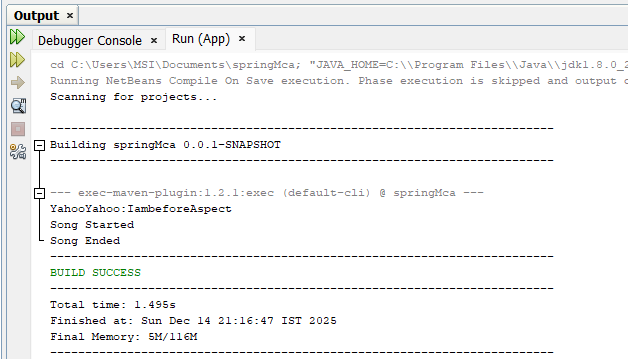 Output ×
Debugger Console × Run (App) ×
cd C:\Users\MSI\Documents\springMca; "JAVA_HOME=C:\\Program Files\\Java\\jdk1.8.0_2
Running NetBeans Compile On Save execution. Phase execution is skipped and output
Scanning for projects...
------------------------------------------------------------------------
Building springMca 0.0.1-SNAPSHOT
------------------------------------------------------------------------
--- exec-maven-plugin:1.2.1:exec (default-cli) @ springMca ---
YahooYahoo:IambeforeAspect
Song Started
Song Ended
------------------------------------------------------------------------
BUILD SUCCESS
------------------------------------------------------------------------
Total time: 1.495s
Finished at: Sun Dec 14 21:16:47 IST 2025
Final Memory: 5M/116M
------------------------------------------------------------------------